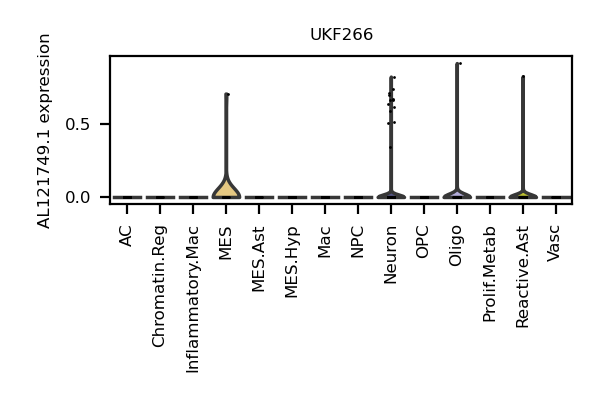 UKF266
AL121749.1 expression
0.5
0.0
AC
Chromatin.Reg
Inflammatory.Mac
MES
MES.Ast
MES.Hyp
Mac
NPC
Neuron
OPC
Oligo
Prolif.Metab
Reactive.Ast
Vasc